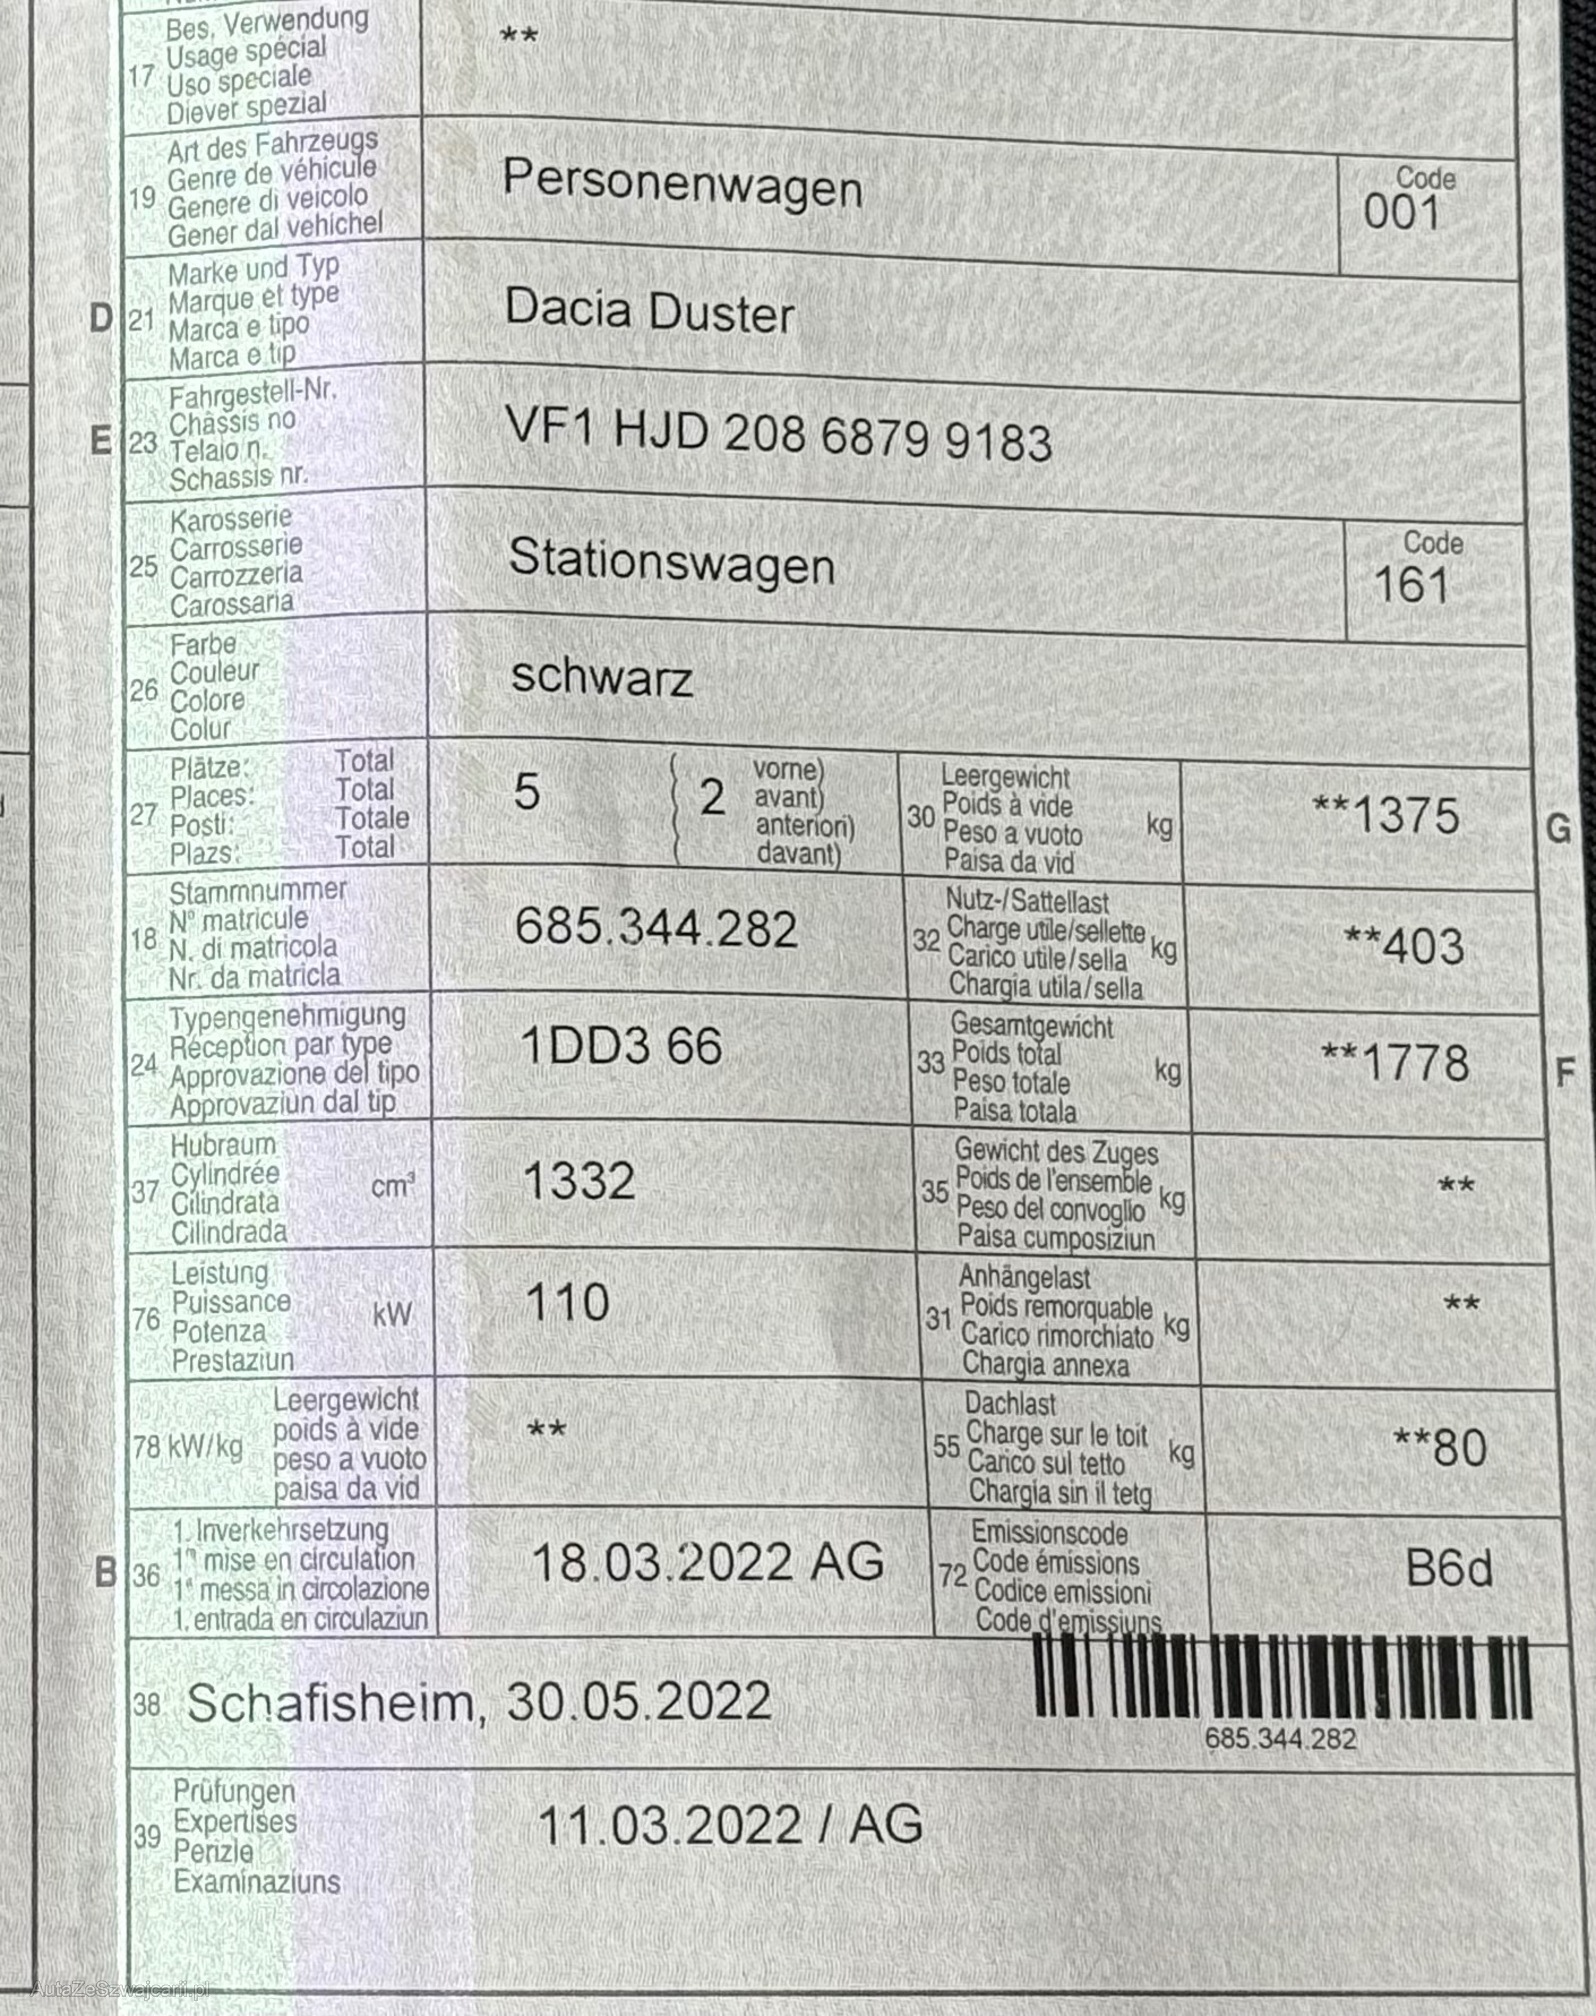 Bes. Verwendung
Usage spécial
17 Uso speciale
Diever spezial
**
Art des Fahrzeugs
Genre de véhicule
19 Genere di veicolo
Gener dal vehichel
Personenwagen
Code
001
Marke und Typ
D 21 Marque et type
Marca e tipo
Marca e tip
Dacia Duster
Fahrgestell-Nr.
E 23 Châssis no
Telaio n.
Schassis nr.
VF1 HJD 208 6879 9183
Karosserie
Carrosserie
25 Carrozzeria
Carossaria
Stationswagen
Code
161
Farbe
Couleur
26 Colore
Colur
schwarz
Plätze: Total
Places: Total
27 Posti: Totale
Plazs: Total
5 ( 2 vorne)
avant)
anteriori)
davant)
Leergewicht
30 Poids à vide
Peso a vuoto kg
Paisa da vid
**1375 G
Stammnummer
N° matricule
18 N. di matricola
Nr. da matricla
685.344.282
Nutz-/Sattellast
32 Charge utile/sellette kg
Carico utile/sella
Chargia utila/sella
**403
Typengenehmigung
Réception par type
24 Approvazione del tipo
Approvaziun dal tip
1DD3 66
Gesamtgewicht
33 Poids total
Peso totale kg
Paisa totala
**1778 F
Hubraum
Cylindrée
37 Cilindrata cm³
Cilindrada
1332
Gewicht des Zuges
35 Poids de l'ensemble kg
Peso del convoglio
Paisa cumposiziun
**
Leistung
Puissance
76 Potenza kW
Prestaziun
110
Anhängelast
31 Poids remorquable kg
Carico rimorchiato
Chargia annexa
**
Leergewicht
poids à vide
78 kW/kg peso a vuoto
paisa da vid
**
Dachlast
55 Charge sur le toit kg
Carico sul tetto
Chargia sin il tetg
**80
1. Inverkehrsetzung
B 36 1re mise en circulation
1a messa in circolazione
1. entrada en circulaziun
18.03.2022 AG
Emissionscode
72 Code émissions
Codice emissioni
Code d'emissiuns
B6d
38 Schafisheim, 30.05.2022
685.344.282
Prüfungen
Expertises
39 Perizie
Examinaziuns
11.03.2022 / AG
AutaZeSzwajcarii.pl